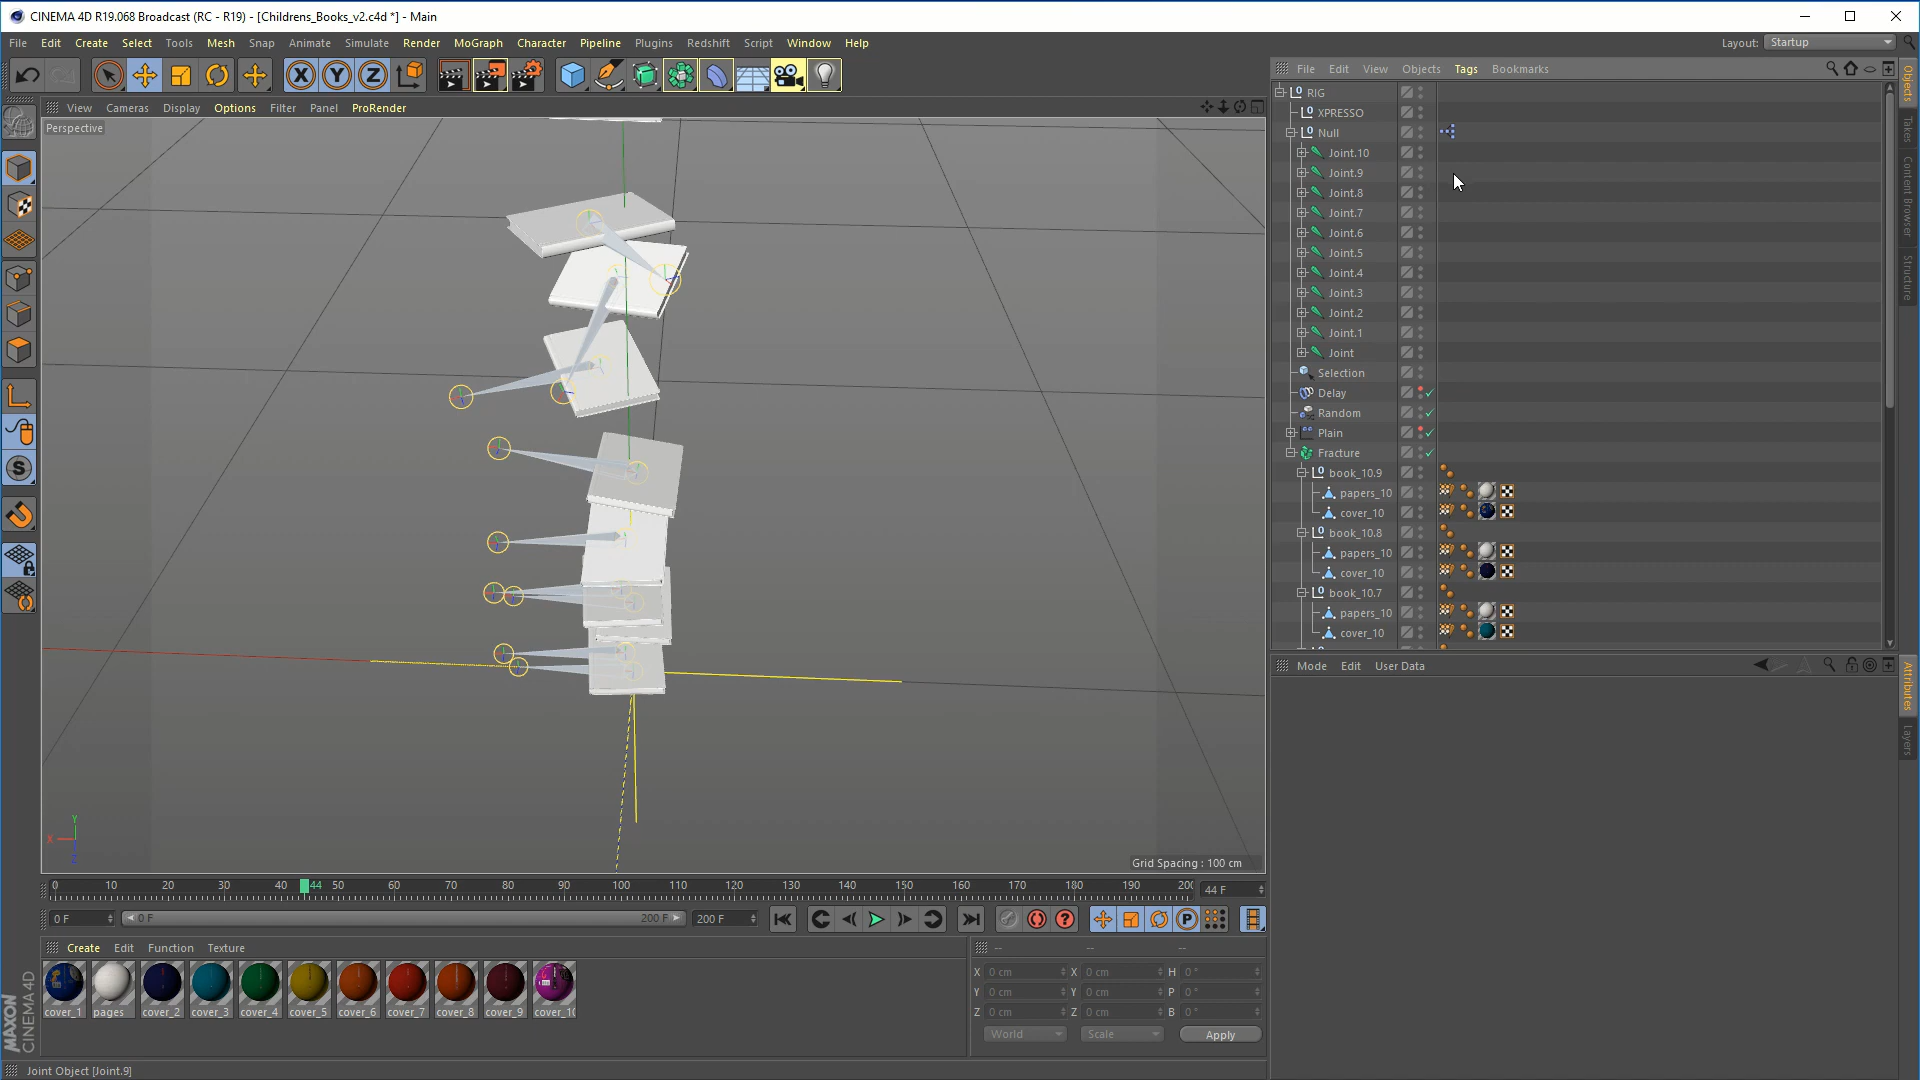 CINEMA 4D R19.068 Broadcast (RC - R19) - [Childrens_Books_v2.c4d *] - Main
File Edit Create Select Tools Mesh Snap Animate Simulate Render MoGraph Character Pipeline Plugins Redshift Script Window Help
Layout: Startup
X Y Z
File Edit View Objects Tags Bookmarks
View Cameras Display Options Filter Panel ProRender
Perspective
RIG
XPRESSO
Null
Joint.10
Joint.9
Joint.8
Joint.7
Joint.6
Joint.5
Joint.4
Joint.3
Joint.2
Joint.1
Joint
Selection
Delay
Random
Plain
Fracture
book_10.9
papers_10
cover_10
book_10.8
papers_10
cover_10
book_10.7
papers_10
cover_10
Objects
Takes
Content Browser
Structure
Mode Edit User Data
Attributes
Layers
Y
X
Z
Grid Spacing : 100 cm
0 10 20 30 40 44 50 60 70 80 90 100 110 120 130 140 150 160 170 180 190 20
44 F
0 F 0 F 200 F 200 F
Create Edit Function Texture
-- -- --
cover_1 pages cover_2 cover_3 cover_4 cover_5 cover_6 cover_7 cover_8 cover_9 cover_10
X 0 cm X 0 cm H 0 °
Y 0 cm Y 0 cm P 0 °
Z 0 cm Z 0 cm B 0 °
World Scale Apply
MAXON
CINEMA 4D
Joint Object [Joint.9]